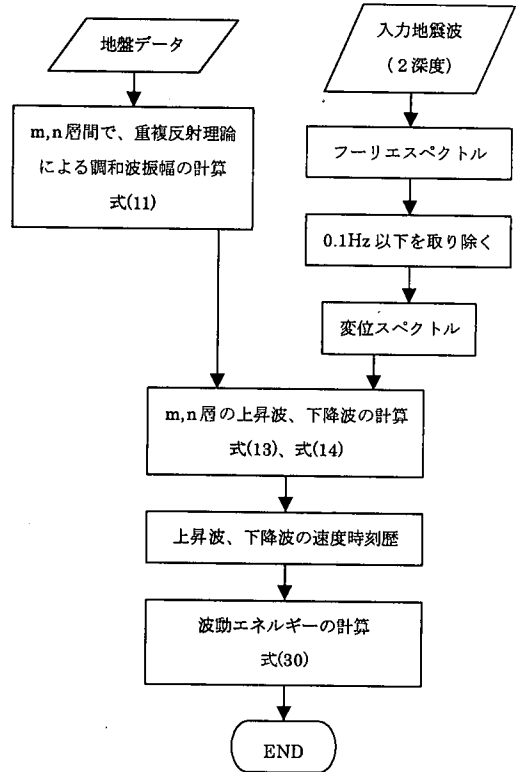 地盤データ
m,n層間で、重複反射理論
による調和波振幅の計算
式(11)
入力地震波
(2深度)
フーリエスペクトル
0.1Hz以下を取り除く
変位スペクトル
m,n層の上昇波、下降波の計算
式(13)、式(14)
上昇波、下降波の速度時刻歴
波動エネルギーの計算
式(30)
END